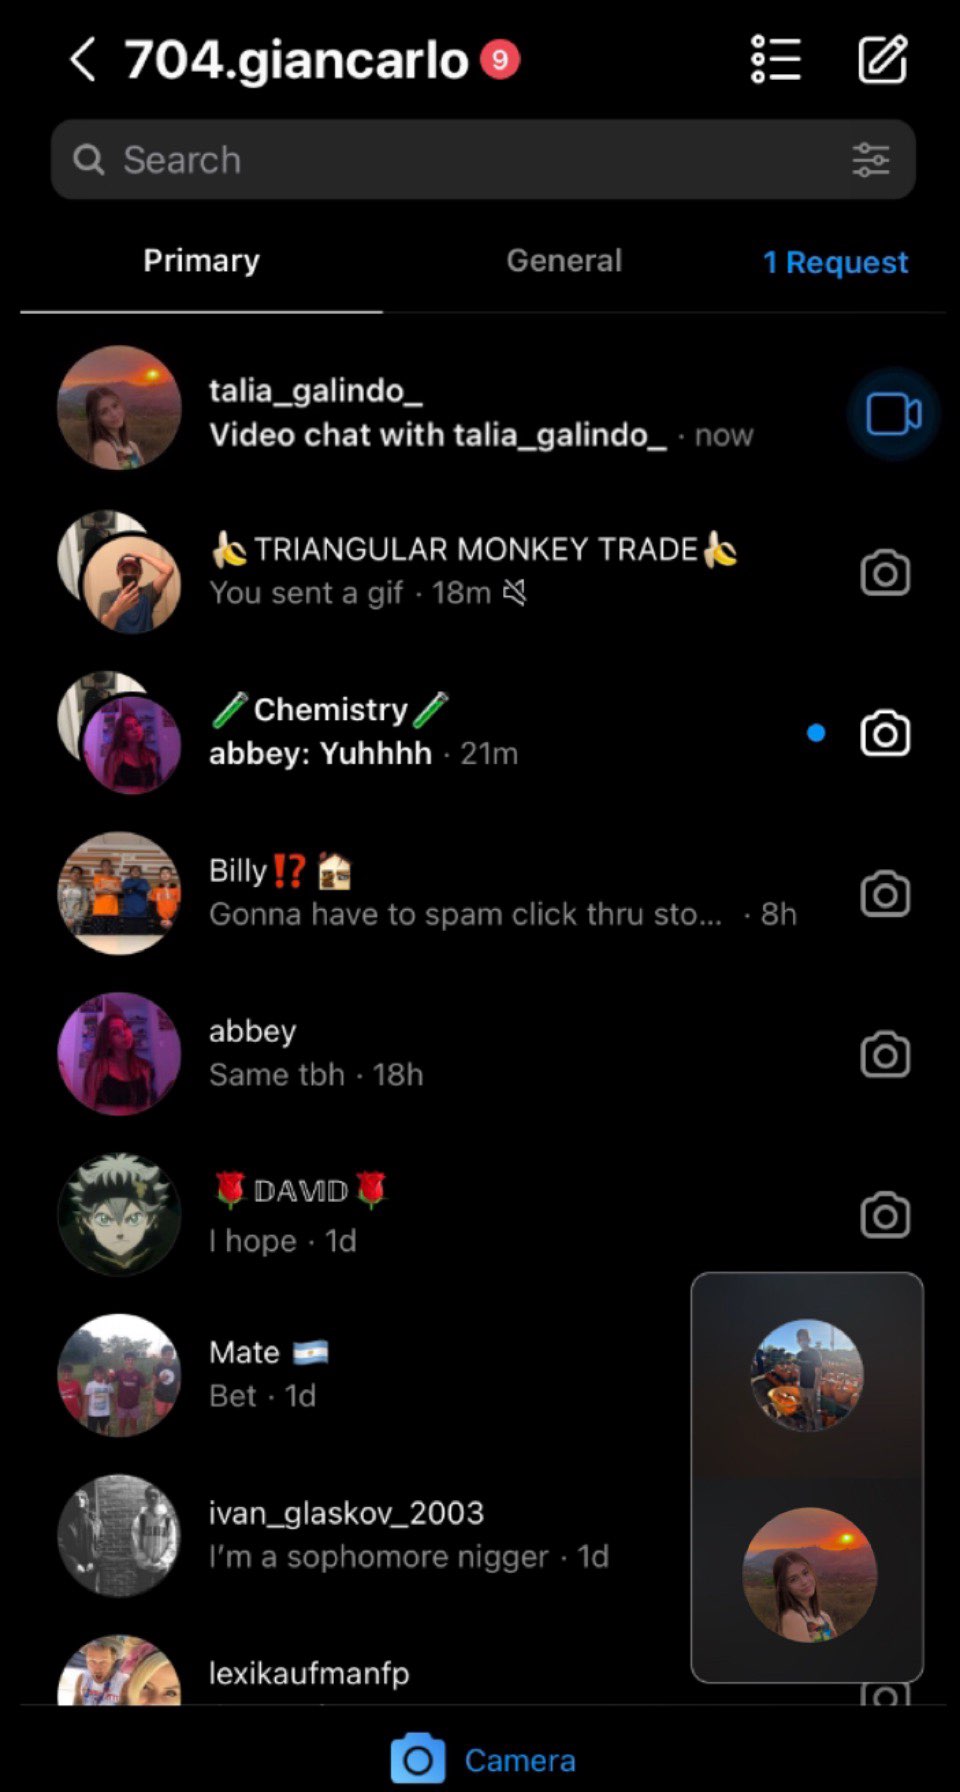 704.giancarlo 9
Search
Primary General 1 Request
talia_galindo_
Video chat with talia_galindo_ · now
🍌TRIANGULAR MONKEY TRADE🍌
You sent a gif · 18m
🧪Chemistry🧪
abbey: Yuhhhh · 21m
Billy⁉️
Gonna have to spam click thru sto... · 8h
abbey
Same tbh · 18h
🌹𝔻𝔸𝕍𝕀𝔻🌹
I hope · 1d
Mate 🇦🇷
Bet · 1d
ivan_glaskov_2003
I'm a sophomore nigger · 1d
lexikaufmanfp
Camera